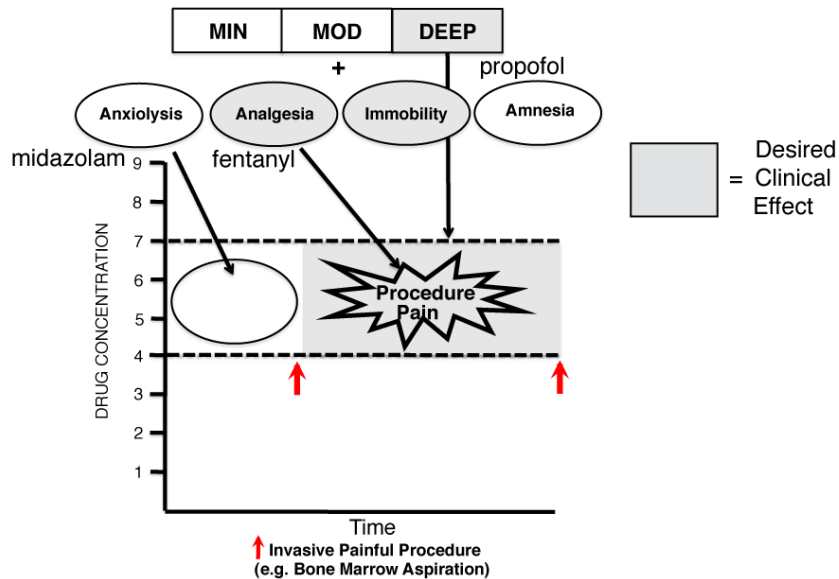 MIN MOD DEEP
+
propofol
Anxiolysis Analgesia Immobility Amnesia
midazolam
fentanyl
Desired
= Clinical
Effect
DRUG CONCENTRATION
9
8
7
6
5
4
3
2
1
Procedure
Pain
Time
Invasive Painful Procedure
(e.g. Bone Marrow Aspiration)